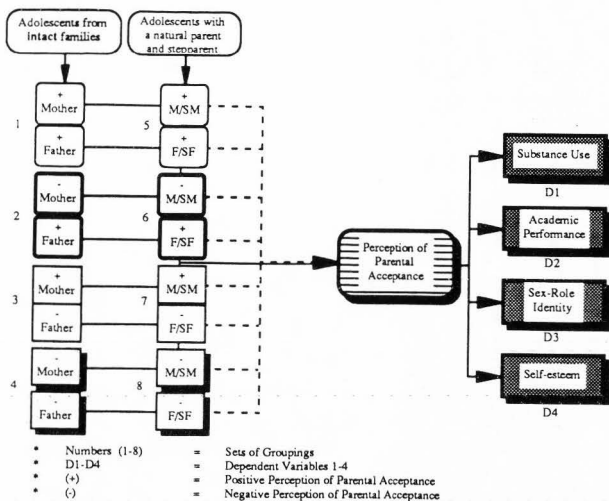 Adolescents from
intact families
Adolescents with
a natural parent
and stepparent
1
+
Mother
5
+
M/SM
+
Father
+
F/SF
2
-
Mother
6
-
M/SM
+
Father
+
F/SF
3
+
Mother
7
+
M/SM
-
Father
-
F/SF
4
-
Mother
8
-
M/SM
-
Father
-
F/SF
Perception of
Parental
Acceptance
Substance Use
D1
Academic
Performance
D2
Sex-Role
Identity
D3
Self-esteem
D4
* Numbers (1-8) = Sets of Groupings
* D1-D4 = Dependent Variables 1-4
* (+) = Positive Perception of Parental Acceptance
* (-) = Negative Perception of Parental Acceptance